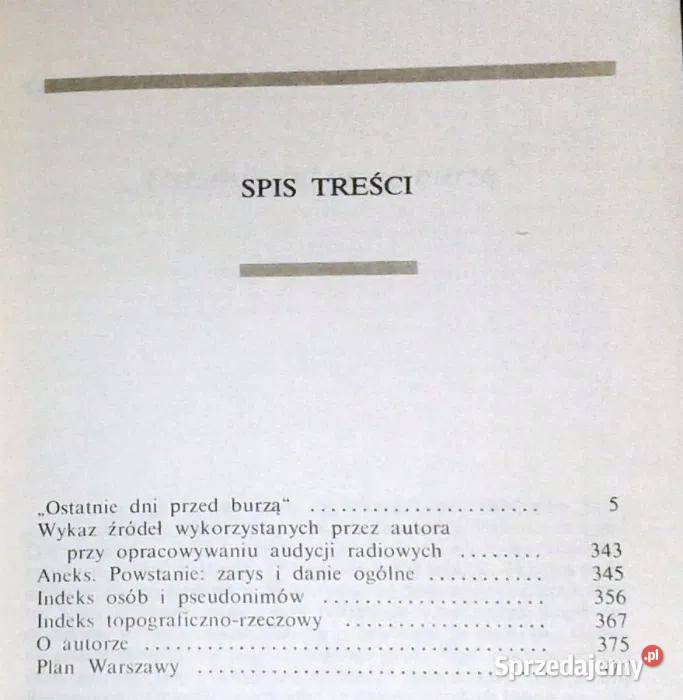 SPIS TREŚCI
„Ostatnie dni przed burzą“ ..................... 5
Wykaz źródeł wykorzystanych przez autora
przy opracowywaniu audycji radiowych ........ 343
Aneks. Powstanie: zarys i danie ogólne ........... 345
Indeks osób i pseudonimów ..................... 356
Indeks topograficzno-rzeczowy ................. 367
O autorze .................................. 375
Plan Warszawy ..............................
Sprzedajemy.pl